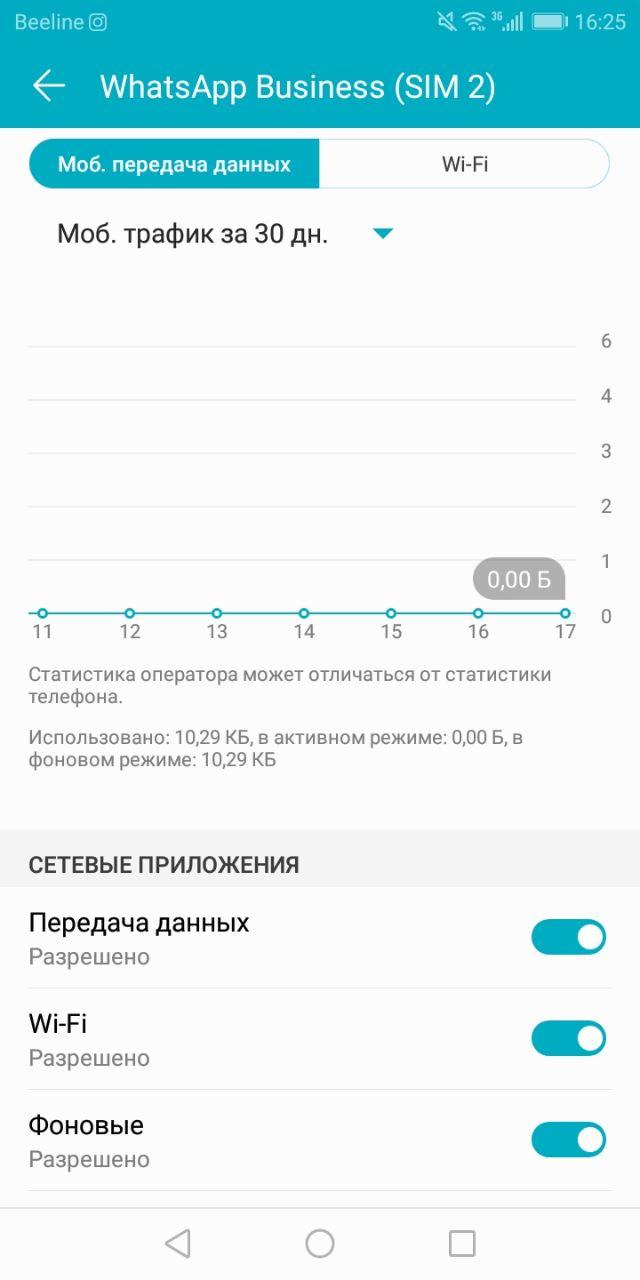 Beeline 3G 16:25
WhatsApp Business (SIM 2)
Моб. передача данных Wi-Fi
Моб. трафик за 30 дн.
6
4
3
2
1
0,00 Б
0
11 12 13 14 15 16 17
Статистика оператора может отличаться от статистики
телефона.
Использовано: 10,29 КБ, в активном режиме: 0,00 Б, в
фоновом режиме: 10,29 КБ
СЕТЕВЫЕ ПРИЛОЖЕНИЯ
Передача данных
Разрешено
Wi-Fi
Разрешено
Фоновые
Разрешено